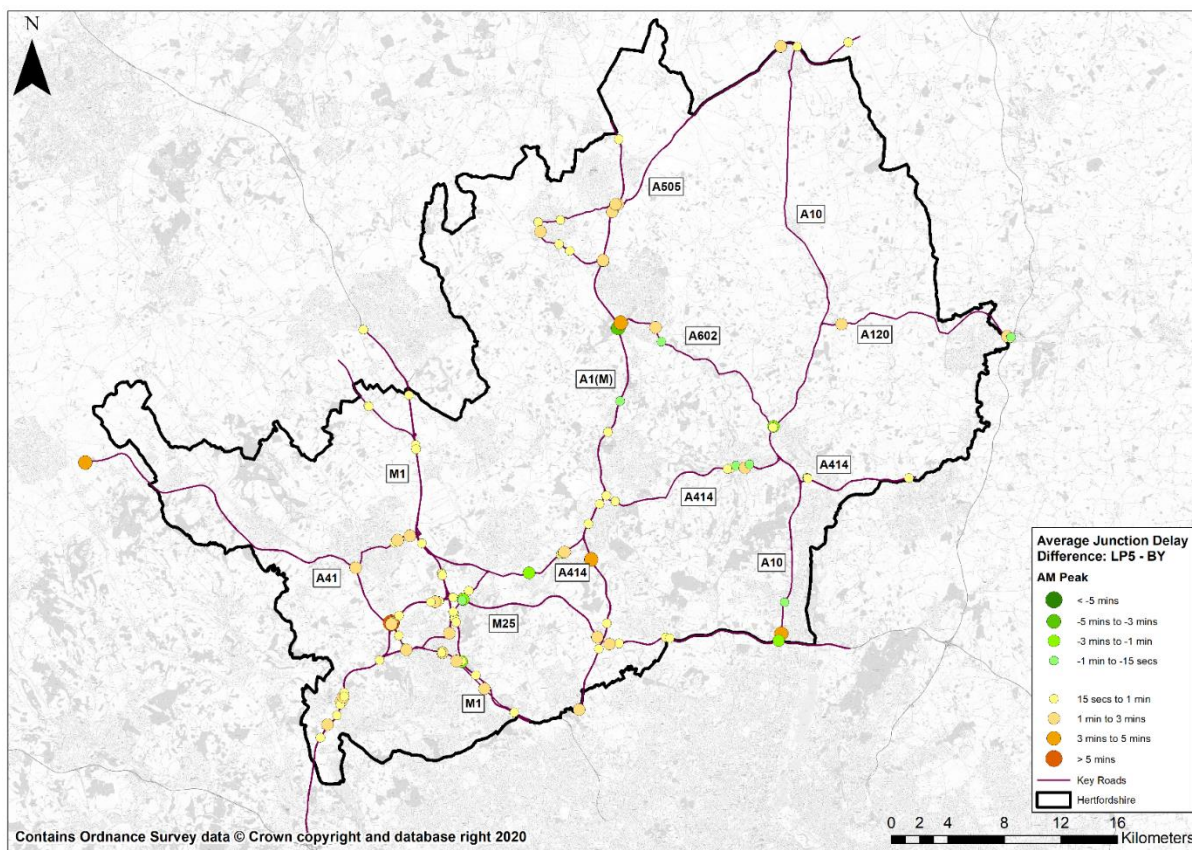 N
A505
A10
A602
A120
A1(M)
M1
A414
A414
A41
A414
A10
M25
M1
Average Junction Delay
Difference: LP5 - BY
AM Peak
< -5 mins
-5 mins to -3 mins
-3 mins to -1 min
-1 min to -15 secs
15 secs to 1 min
1 min to 3 mins
3 mins to 5 mins
> 5 mins
Key Roads
Hertfordshire
Contains Ordnance Survey data © Crown copyright and database right 2020
0 2 4 8 12 16
Kilometers